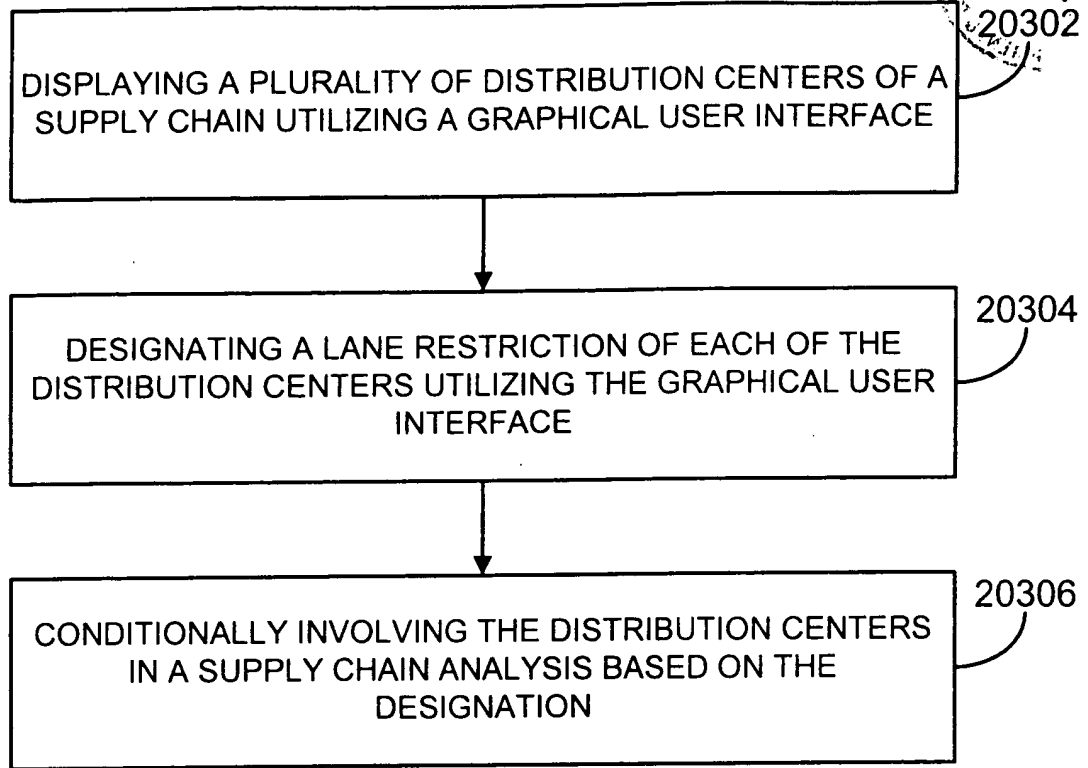 20302
DISPLAYING A PLURALITY OF DISTRIBUTION CENTERS OF A
SUPPLY CHAIN UTILIZING A GRAPHICAL USER INTERFACE
20304
DESIGNATING A LANE RESTRICTION OF EACH OF THE
DISTRIBUTION CENTERS UTILIZING THE GRAPHICAL USER
INTERFACE
20306
CONDITIONALLY INVOLVING THE DISTRIBUTION CENTERS
IN A SUPPLY CHAIN ANALYSIS BASED ON THE
DESIGNATION